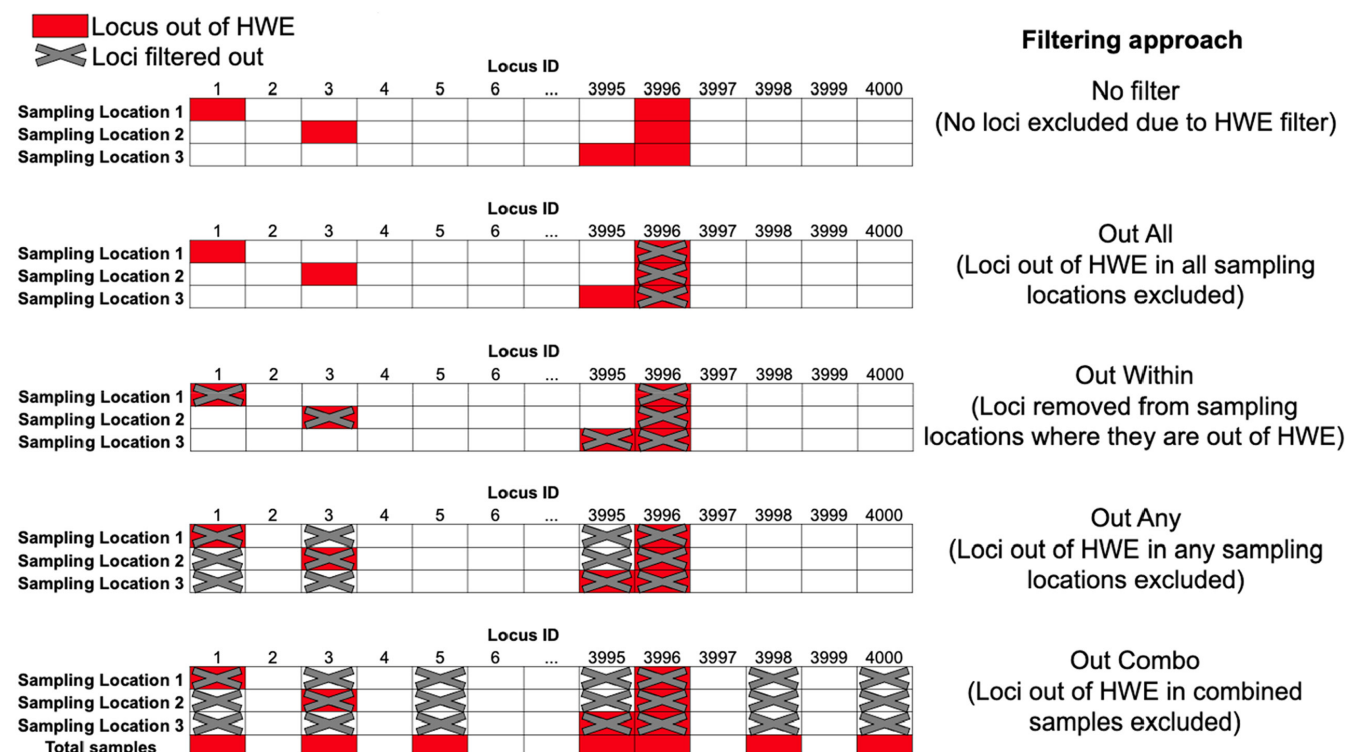 Locus out of HWE
Loci filtered out
Filtering approach
Locus ID
1 2 3 4 5 6 ... 3995 3996 3997 3998 3999 4000
Sampling Location 1
Sampling Location 2
Sampling Location 3
No filter
(No loci excluded due to HWE filter)
Locus ID
1 2 3 4 5 6 ... 3995 3996 3997 3998 3999 4000
Sampling Location 1
Sampling Location 2
Sampling Location 3
Out All
(Loci out of HWE in all sampling
locations excluded)
Locus ID
1 2 3 4 5 6 ... 3995 3996 3997 3998 3999 4000
Sampling Location 1
Sampling Location 2
Sampling Location 3
Out Within
(Loci removed from sampling
locations where they are out of HWE)
Locus ID
1 2 3 4 5 6 ... 3995 3996 3997 3998 3999 4000
Sampling Location 1
Sampling Location 2
Sampling Location 3
Out Any
(Loci out of HWE in any sampling
locations excluded)
Locus ID
1 2 3 4 5 6 ... 3995 3996 3997 3998 3999 4000
Sampling Location 1
Sampling Location 2
Sampling Location 3
Total samples
Out Combo
(Loci out of HWE in combined
samples excluded)